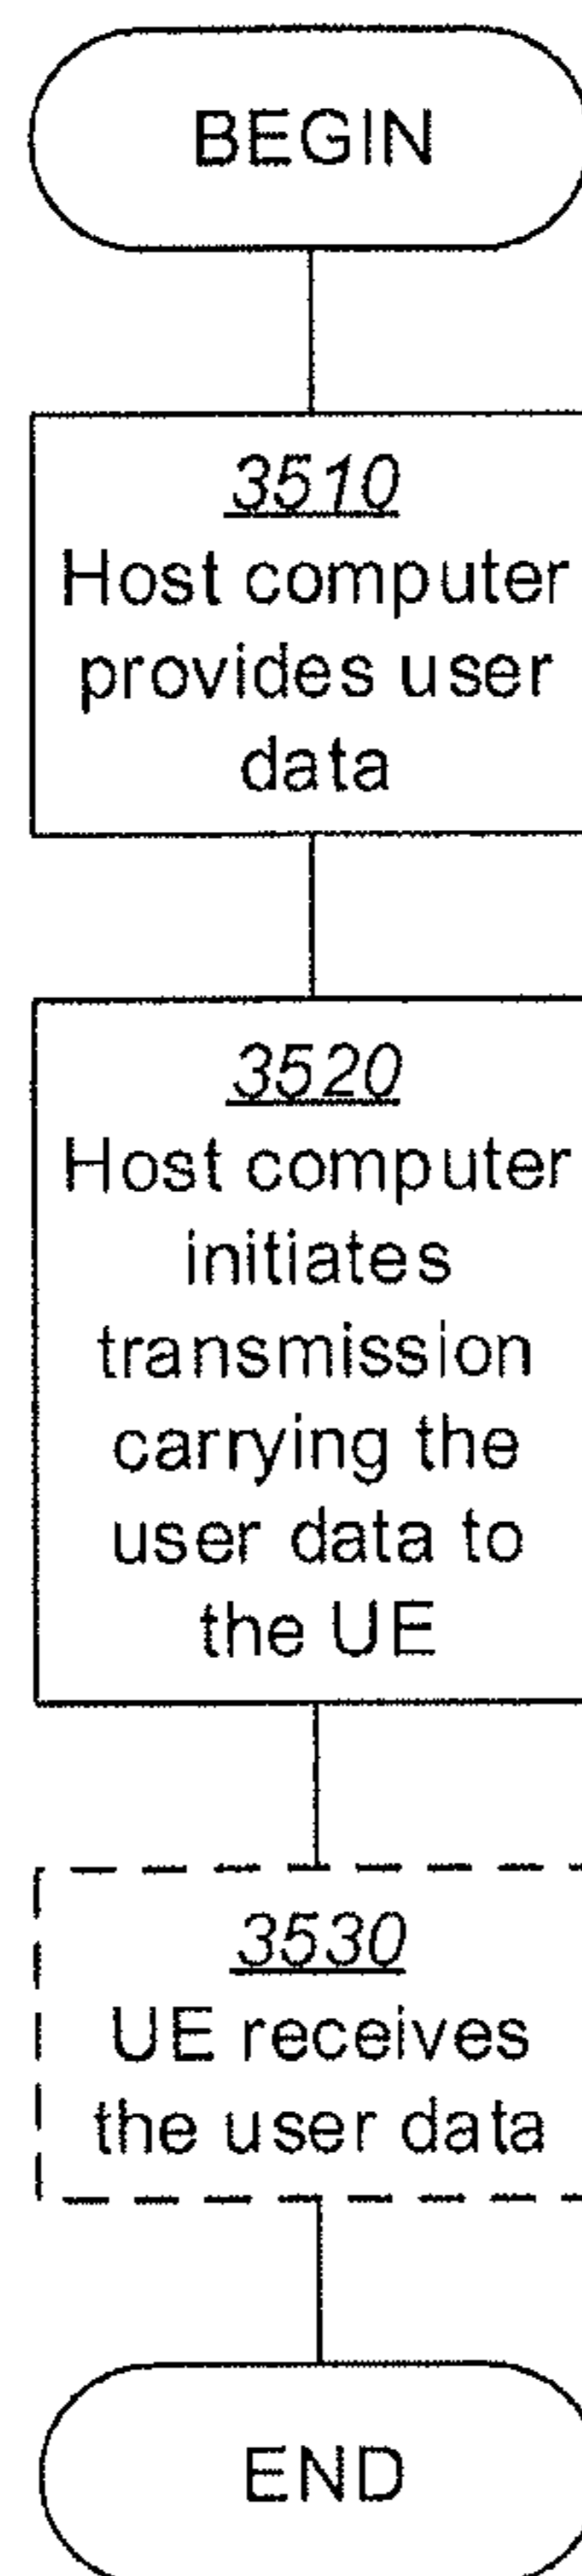 BEGIN
3510
Host computer
provides user
data
3520
Host computer
initiates
transmission
carrying the
user data to
the UE
3530
UE receives
the user data
END